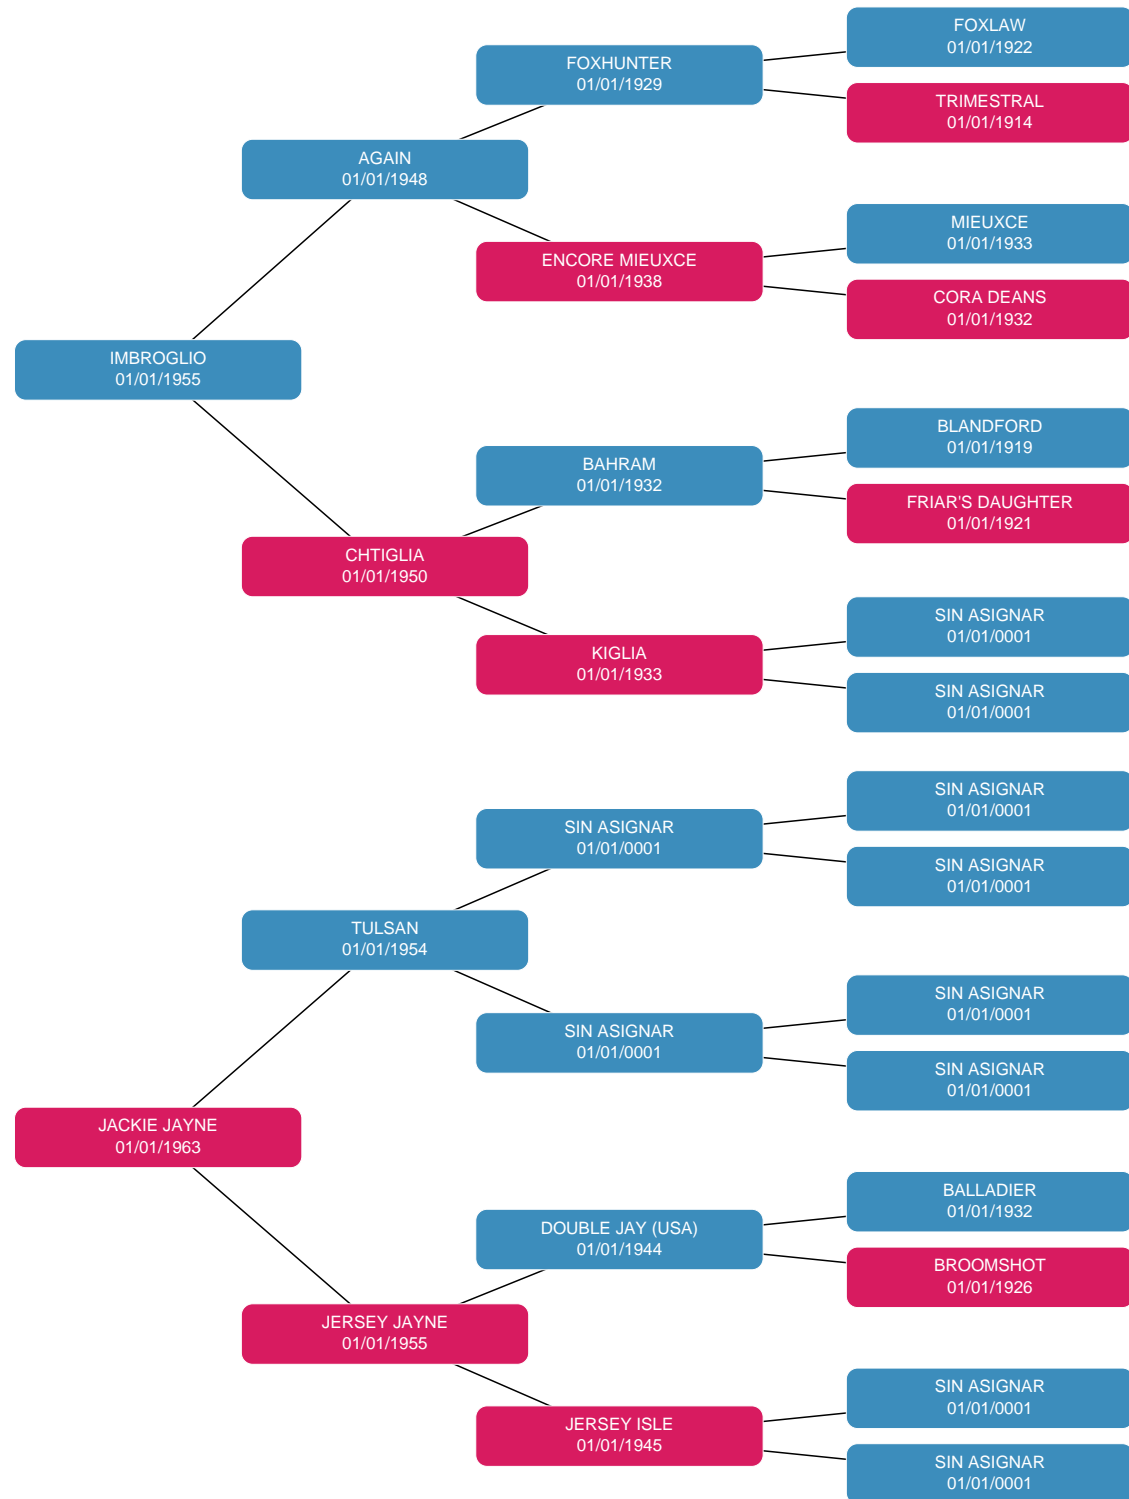 FOXLAW
01/01/1922
FOXHUNTER
01/01/1929
TRIMESTRAL
01/01/1914
AGAIN
01/01/1948
MIEUXCE
01/01/1933
ENCORE MIEUXCE
01/01/1938
CORA DEANS
01/01/1932
IMBROGLIO
01/01/1955
BLANDFORD
01/01/1919
BAHRAM
01/01/1932
FRIAR'S DAUGHTER
01/01/1921
CHTIGLIA
01/01/1950
SIN ASIGNAR
01/01/0001
KIGLIA
01/01/1933
SIN ASIGNAR
01/01/0001
SIN ASIGNAR
01/01/0001
SIN ASIGNAR
01/01/0001
SIN ASIGNAR
01/01/0001
TULSAN
01/01/1954
SIN ASIGNAR
01/01/0001
SIN ASIGNAR
01/01/0001
SIN ASIGNAR
01/01/0001
JACKIE JAYNE
01/01/1963
BALLADIER
01/01/1932
DOUBLE JAY (USA)
01/01/1944
BROOMSHOT
01/01/1926
JERSEY JAYNE
01/01/1955
SIN ASIGNAR
01/01/0001
JERSEY ISLE
01/01/1945
SIN ASIGNAR
01/01/0001